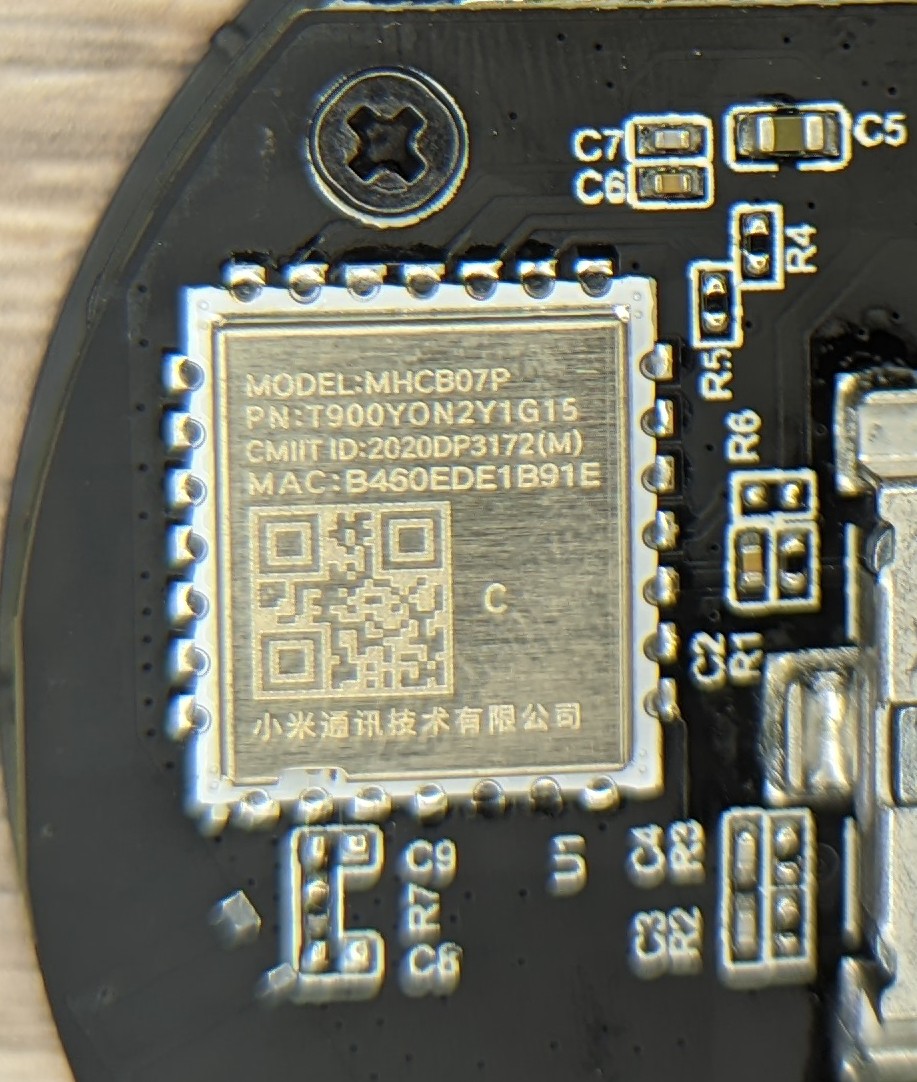 C7
C5
C6
R4
R5
R6
MODEL:MHCB07P
PN:T900YON2Y1G15
CMIIT ID:2020DP3172(M)
MAC:B460EDE1B91E
C
小米通讯技术有限公司
C2
R1
C9
U1
C4
R3
R7
C3
R2
C8